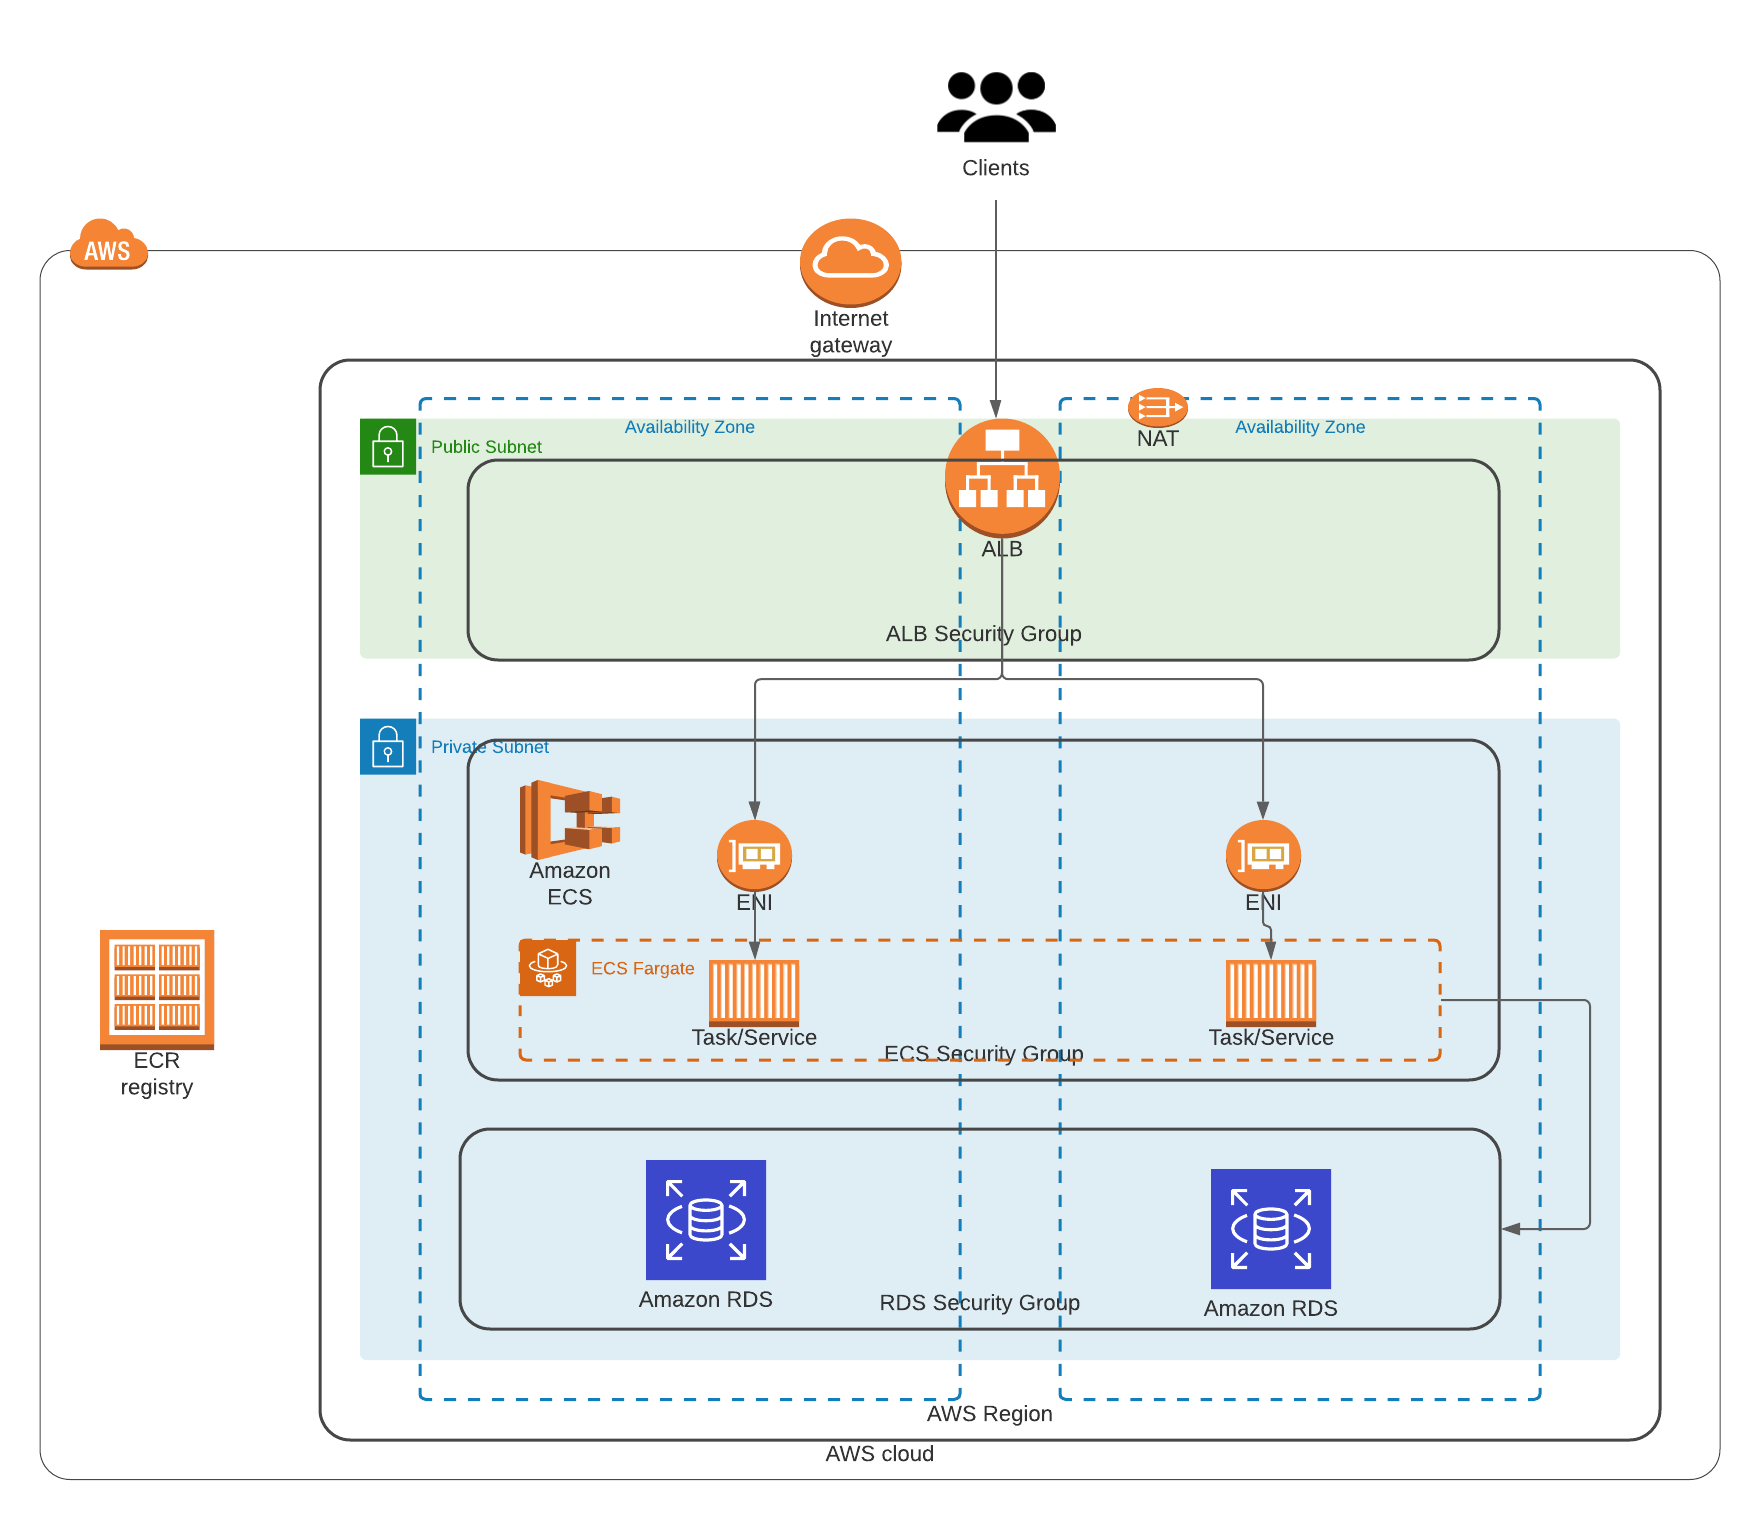 Clients
AWS
Internet
gateway
Availability Zone
NAT
Availability Zone
Public Subnet
ALB
ALB Security Group
Private Subnet
Amazon
ECS
ENI
ENI
ECS Fargate
Task/Service
Task/Service
ECS Security Group
ECR
registry
Amazon RDS
RDS Security Group
Amazon RDS
AWS Region
AWS cloud